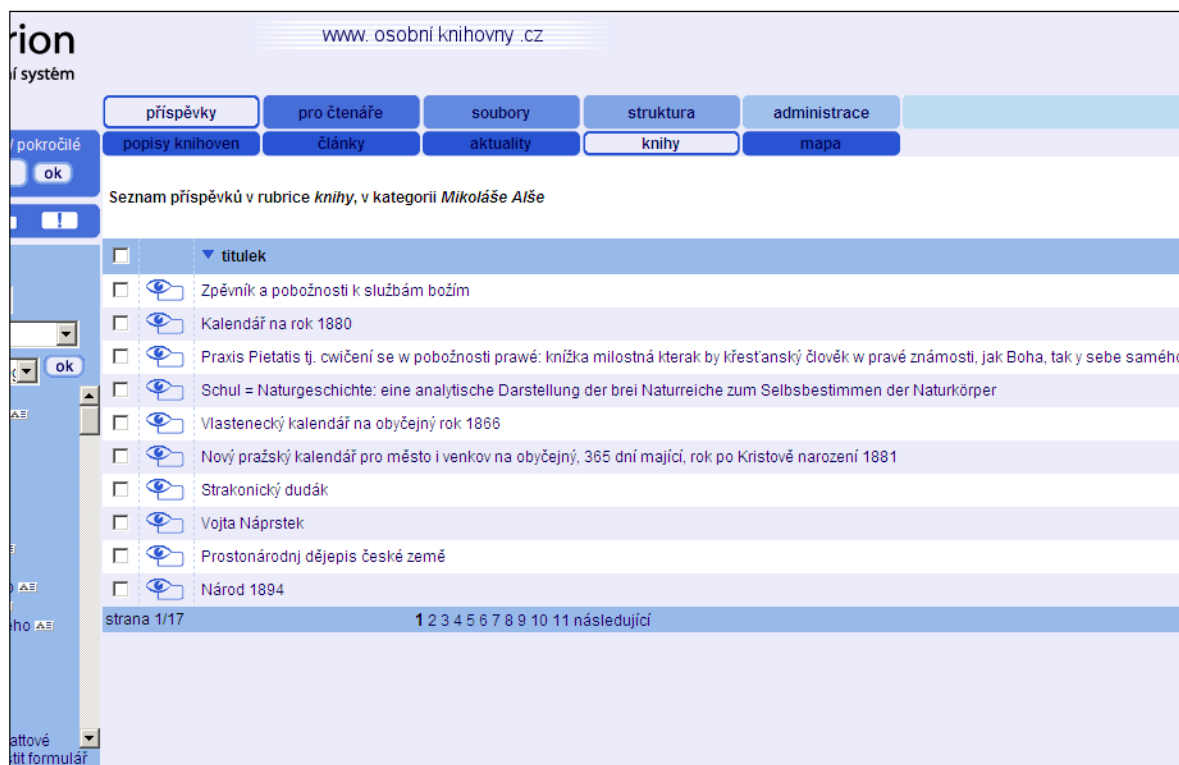 rion
www. osobní knihovny .cz
í systém
příspěvky pro čtenáře soubory struktura administrace
/ pokročilé
popisy knihoven články aktuality knihy mapa
ok
Seznam příspěvků v rubrice knihy, v kategorii Mikoláše Alše
!
titulek
Zpěvník a pobožnosti k službám božím
Kalendář na rok 1880
Praxis Pietatis tj. cwičení se w pobožnosti prawé: knížka milostná kterak by křesťanský člověk w pravé známosti, jak Boha, tak y sebe samého
ok
Schul = Naturgeschichte: eine analytische Darstellung der brei Naturreiche zum Selbsbestimmen der Naturkörper
Vlastenecký kalendář na obyčejný rok 1866
Nový pražský kalendář pro město i venkov na obyčejný, 365 dní mající, rok po Kristově narození 1881
Strakonický dudák
Vojta Náprstek
Prostonárodnj dějepis české země
Národ 1894
strana 1/17 1 2 3 4 5 6 7 8 9 10 11 následující
ého
attové
stit formulář